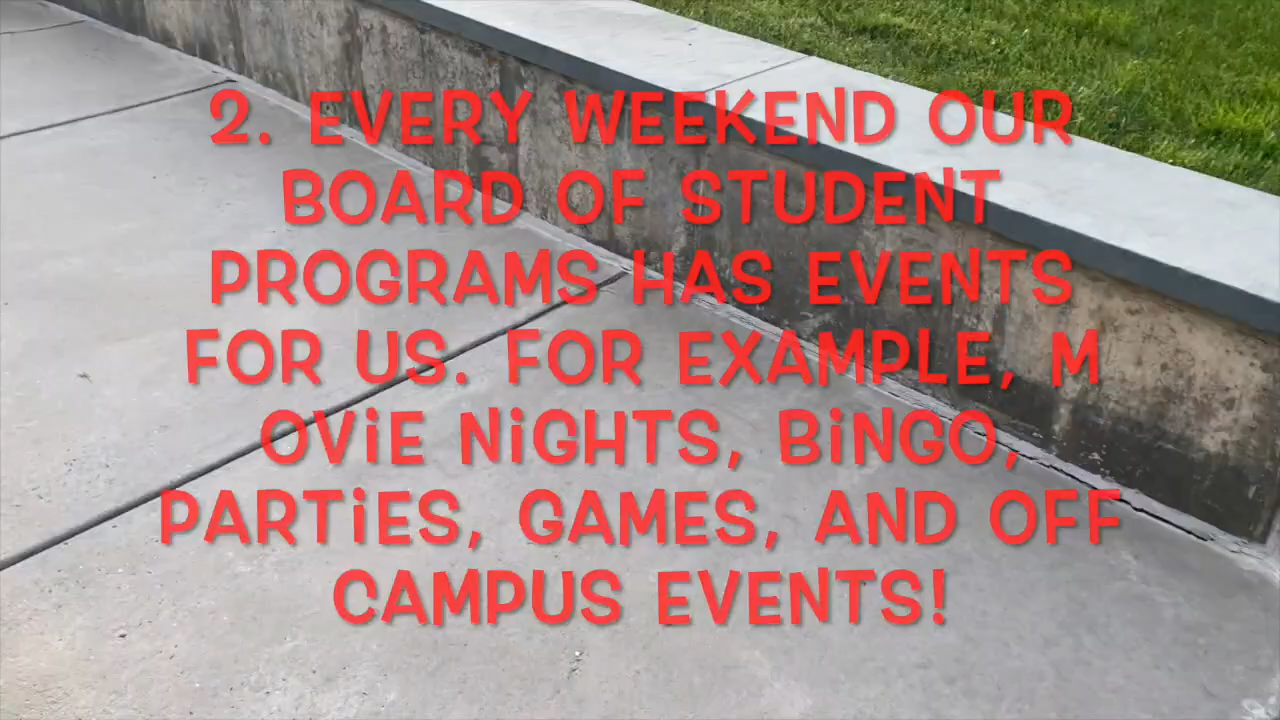 2. EVERY WEEKEND OUR
BOARD OF STUDENT
PROGRAMS HAS EVENTS
FOR US. FOR EXAMPLE, M
OViE NiGHTS, BiNGO,
PARTiES, GAMES, AND OFF
CAMPUS EVENTS!